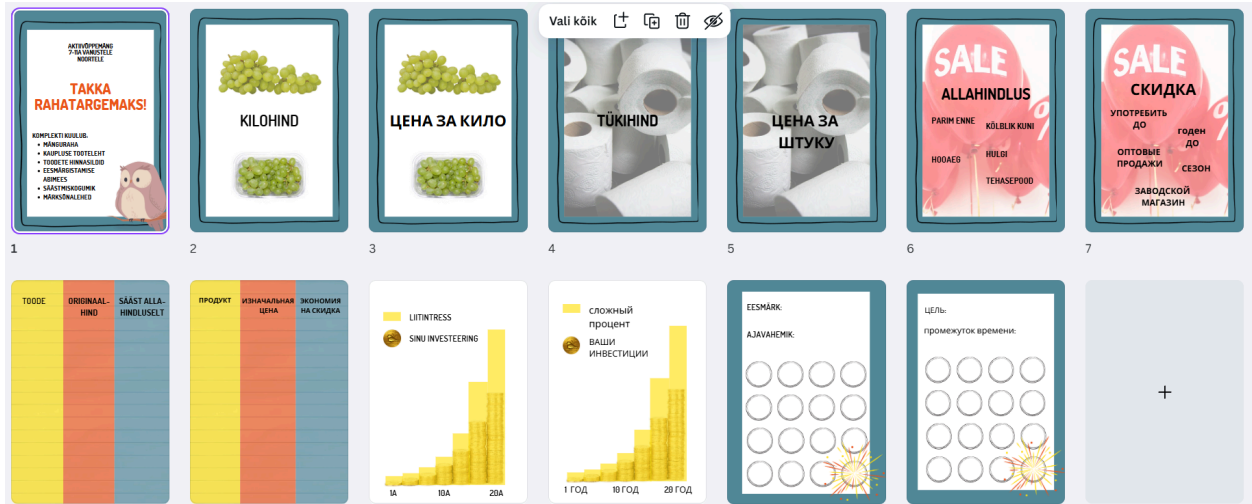 Vali kõik
AKTIIVÕPPEMÄNG
7-11A VANUSTELE
NOORTELE
TAKKA
RAHATARGEMAKS!
KOMPLEKTI KUULUB:
• MÄNGURAHA
• KAUPLUSE TOOTELEHT
• TOODETE HINNASILDID
• EESMÄRGISTAMISE
ABIMEES
• SÄÄSTMISKOGUMIK
• MÄRKSÕNALEHED
1
KILOHIND
2
ЦЕНА ЗА КИЛО
3
TÜKIHIND
4
ЦЕНА ЗА
ШТУКУ
5
SALE
ALLAHINDLUS
PARIM ENNE
KÕLBLIK KUNI
HOOAEG
HULGI
TEHASEPOOD
6
SALE
СКИДКА
УПОТРЕБИТЬ
ДО
ГОДЕН
ДО
ОПТОВЫЕ
ПРОДАЖИ
СЕЗОН
ЗАВОДСКОЙ
МАГАЗИН
7
TOODE
ORIGINAAL-
HIND
SÄÄST ALLA-
HINDLUSELT
ПРОДУКТ
ИЗНАЧАЛЬНАЯ
ЦЕНА
ЭКОНОМИЯ
НА СКИДКА
LIITINTRESS
SINU INVESTEERING
1A
10A
20A
сложный
процент
ВАШИ
ИНВЕСТИЦИИ
1 ГОД
10 ГОД
20 ГОД
EESMÄRK:
AJAVAHEMIK:
ЦЕЛЬ:
промежуток времени: